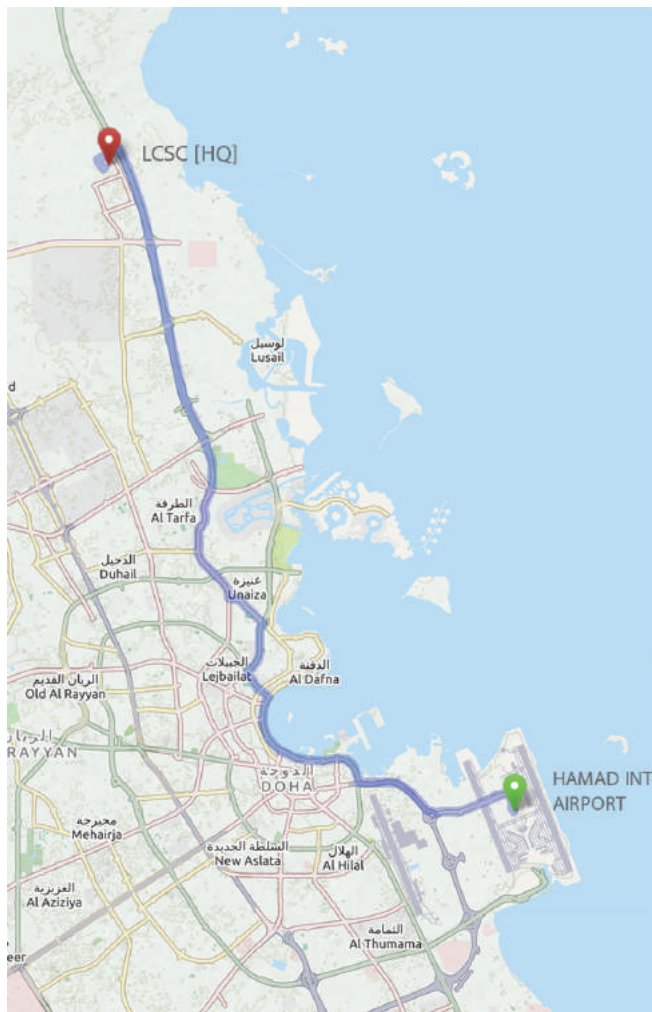 LCSC [HQ]
لوسيل
Lusail
d
الطرفة
Al Tarfa
الدحيل
Duhail
عنيزة
Unaiza
الجبيلات
Lejbailat
الدفنة
Al Dafna
الريان القديم
Old Al Rayyan
RAYYAN
الدوحة
DOHA
HAMAD INT
AIRPORT
محيرجة
Mehairja
السلطة الجديدة
New Aslata
الهلال
Al Hilal
العزيزية
Al Aziziya
الثمامة
Al Thumama
eer